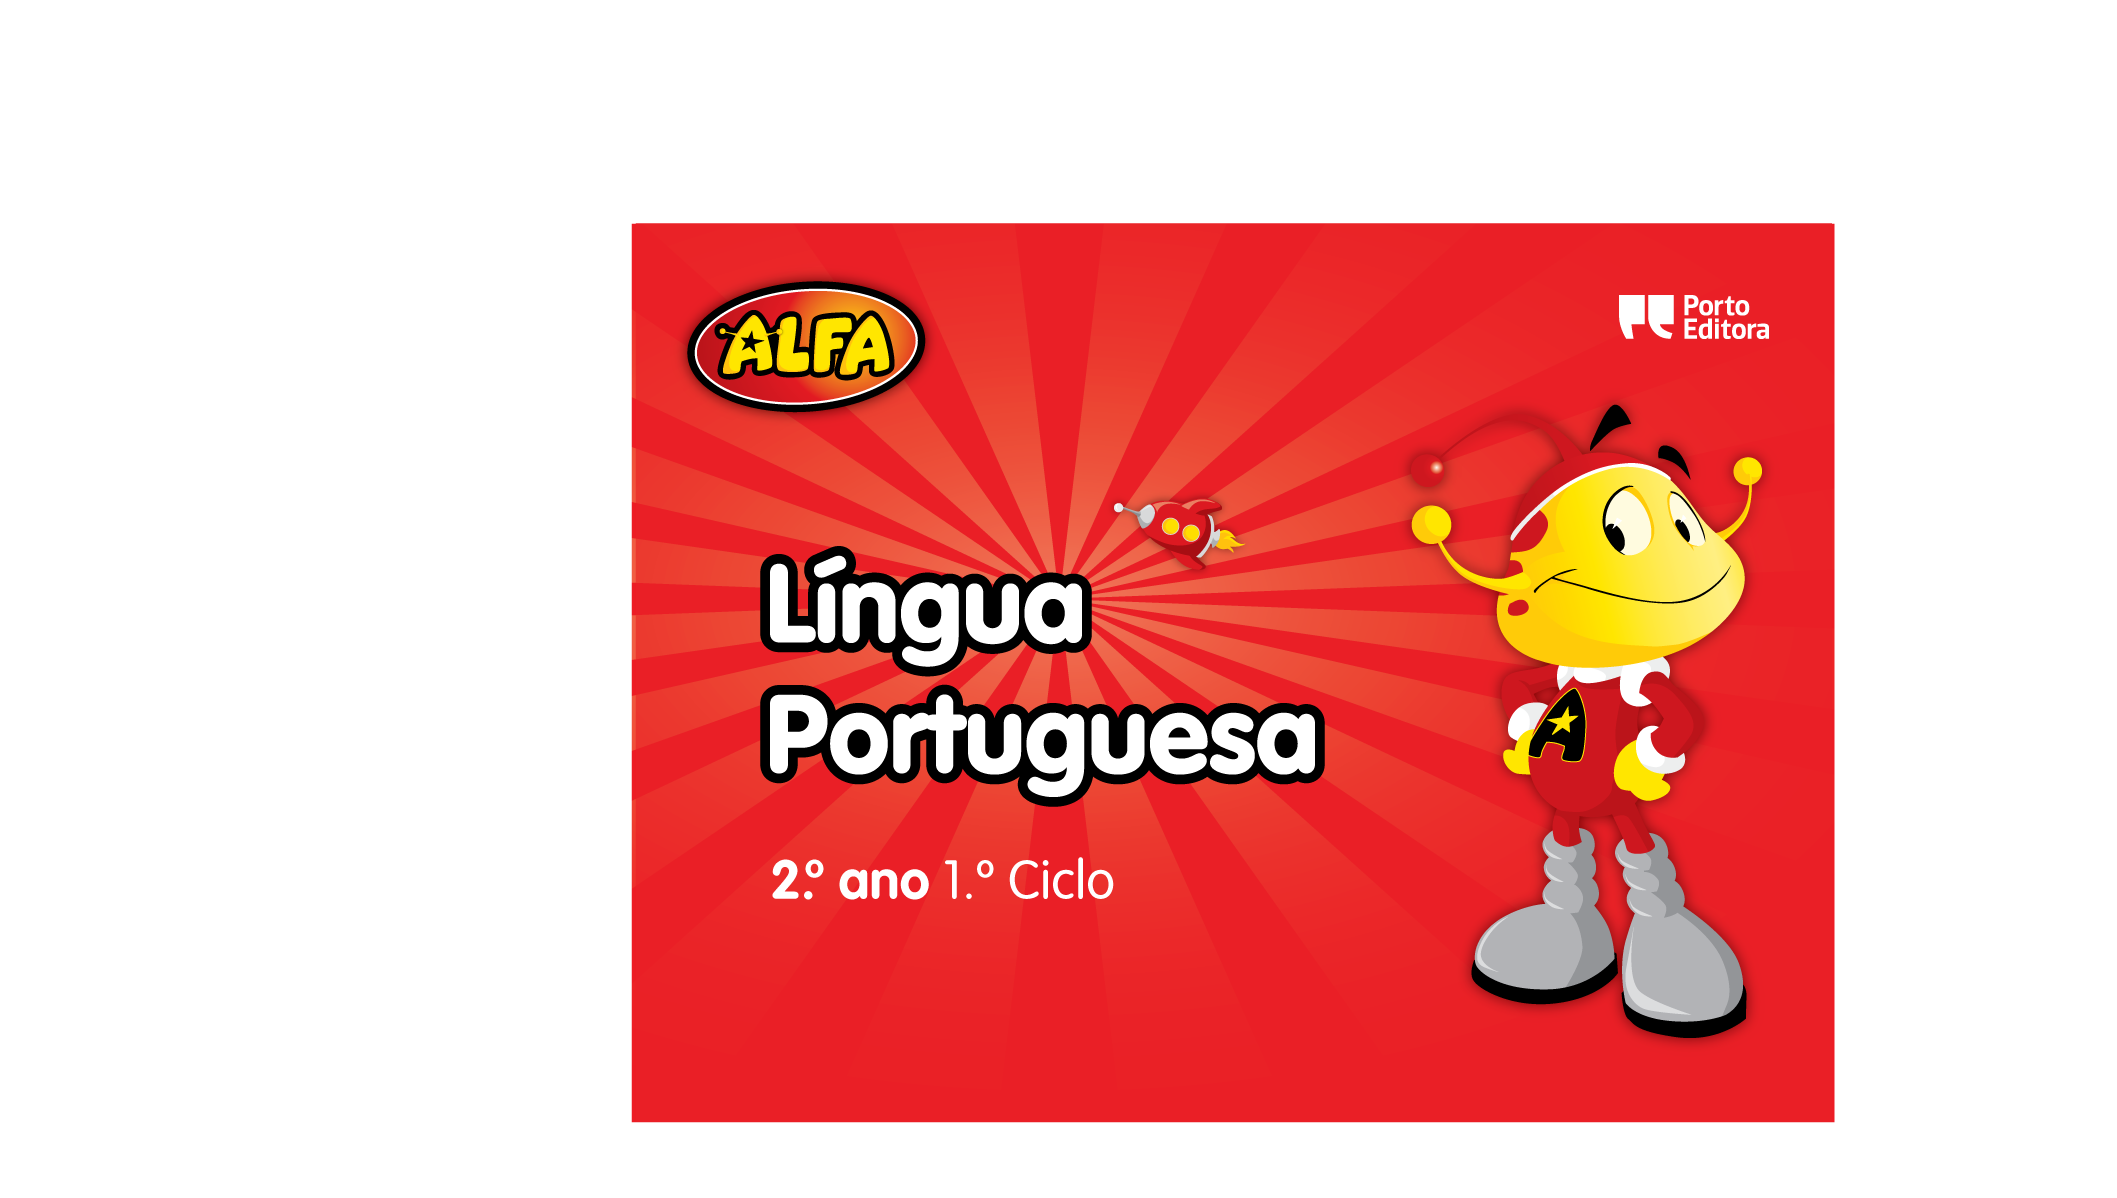 ALFA
Porto
Editora
Língua
Portuguesa
2.º ano 1.º Ciclo
A